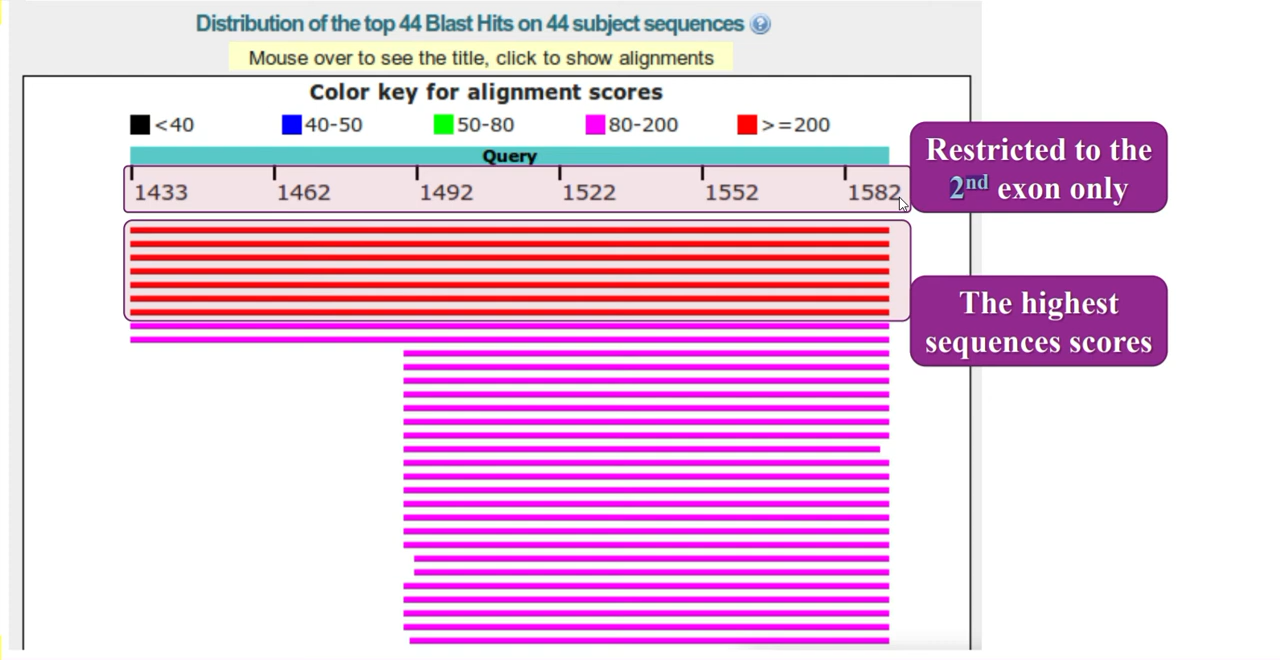 Distribution of the top 44 Blast Hits on 44 subject sequences ?
Mouse over to see the title, click to show alignments
Color key for alignment scores
<40 40-50 50-80 80-200 >=200
Query
1433 1462 1492 1522 1552 1582
Restricted to the
2nd exon only
The highest
sequences scores